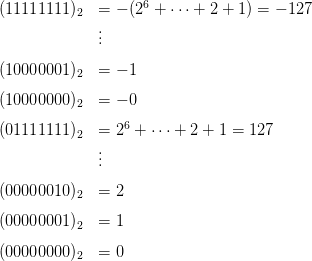 (11111111)₂ = −(2⁶ + ⋯ + 2 + 1) = −127
⋮
(10000001)₂ = −1
(10000000)₂ = −0
(01111111)₂ = 2⁶ + ⋯ + 2 + 1 = 127
⋮
(00000010)₂ = 2
(00000001)₂ = 1
(00000000)₂ = 0